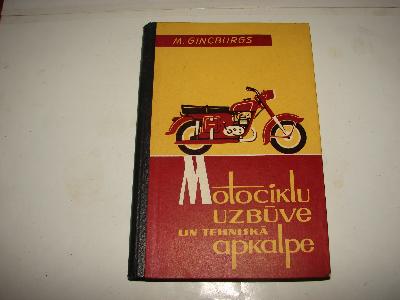 M. GINCBURGS
Motociklu
UZBŪVE
UN TEHNISKĀ
apkalpe